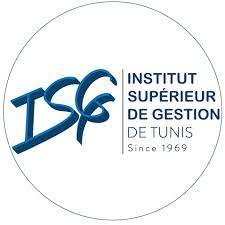 ISG
INSTITUT
SUPÉRIEUR
DE GESTION
DE TUNIS
Since 1969